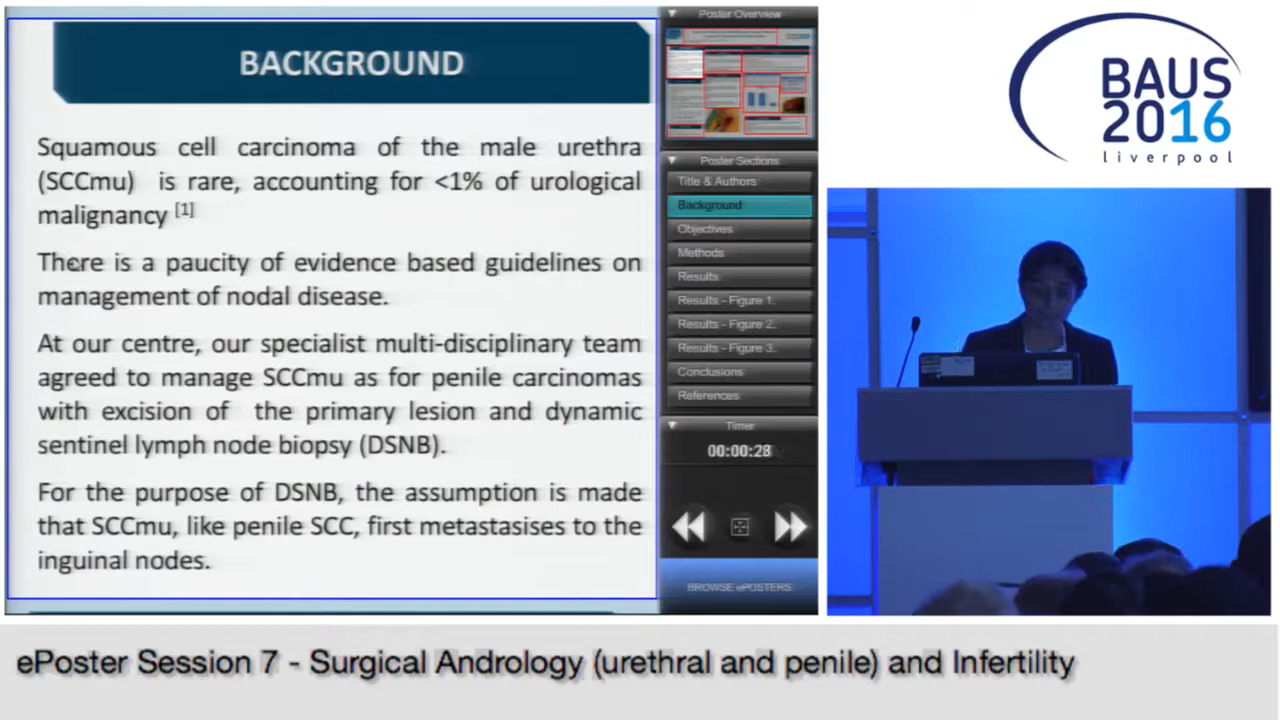 BACKGROUND
Squamous cell carcinoma of the male urethra
(SCCmu) is rare, accounting for <1% of urological
malignancy [1]
There is a paucity of evidence based guidelines on
management of nodal disease.
At our centre, our specialist multi-disciplinary team
agreed to manage SCCmu as for penile carcinomas
with excision of the primary lesion and dynamic
sentinel lymph node biopsy (DSNB).
For the purpose of DSNB, the assumption is made
that SCCmu, like penile SCC, first metastasises to the
inguinal nodes.
Poster Overview
Poster Sections
Title & Authors
Background
Objectives
Methods
Results
Results - Figure 1.
Results - Figure 2.
Results - Figure 3.
Conclusions
References
Timer
00:00:28
BROWSE ePOSTERS
BAUS
2016
liverpool
ePoster Session 7 - Surgical Andrology (urethral and penile) and Infertility